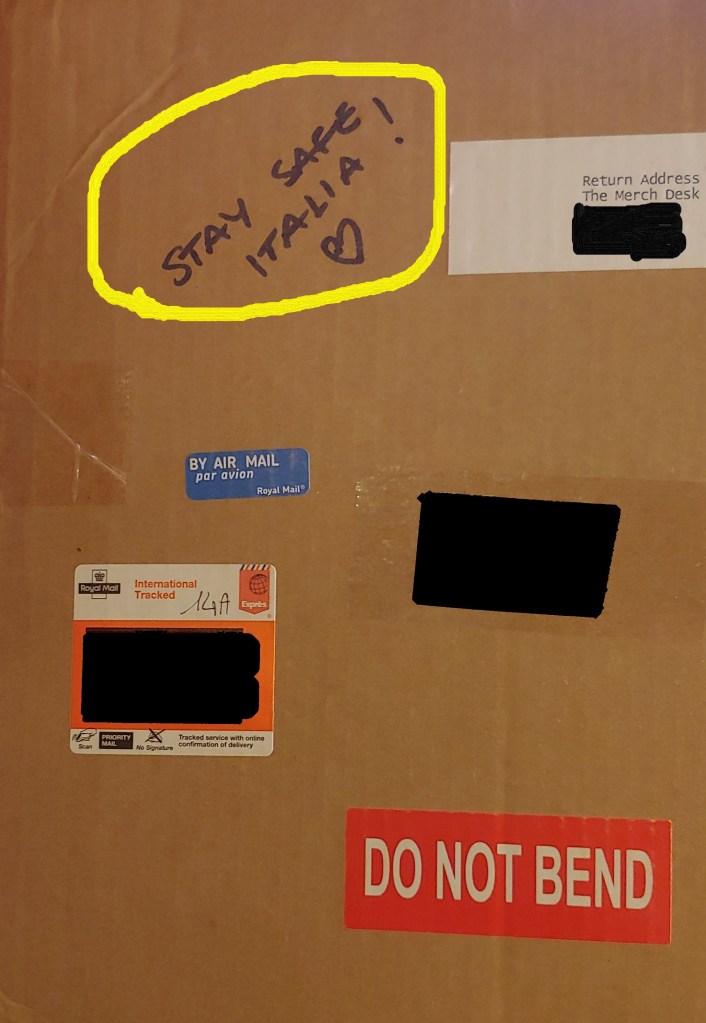 STAY SAFE!
ITALIA
Return Address
The Merch Desk
BY AIR MAIL
par avion
Royal Mail®
Royal Mail
International
Tracked
14A
Exprès
Scan
PRIORITY
MAIL
No Signature
Tracked service with online
confirmation of delivery
DO NOT BEND